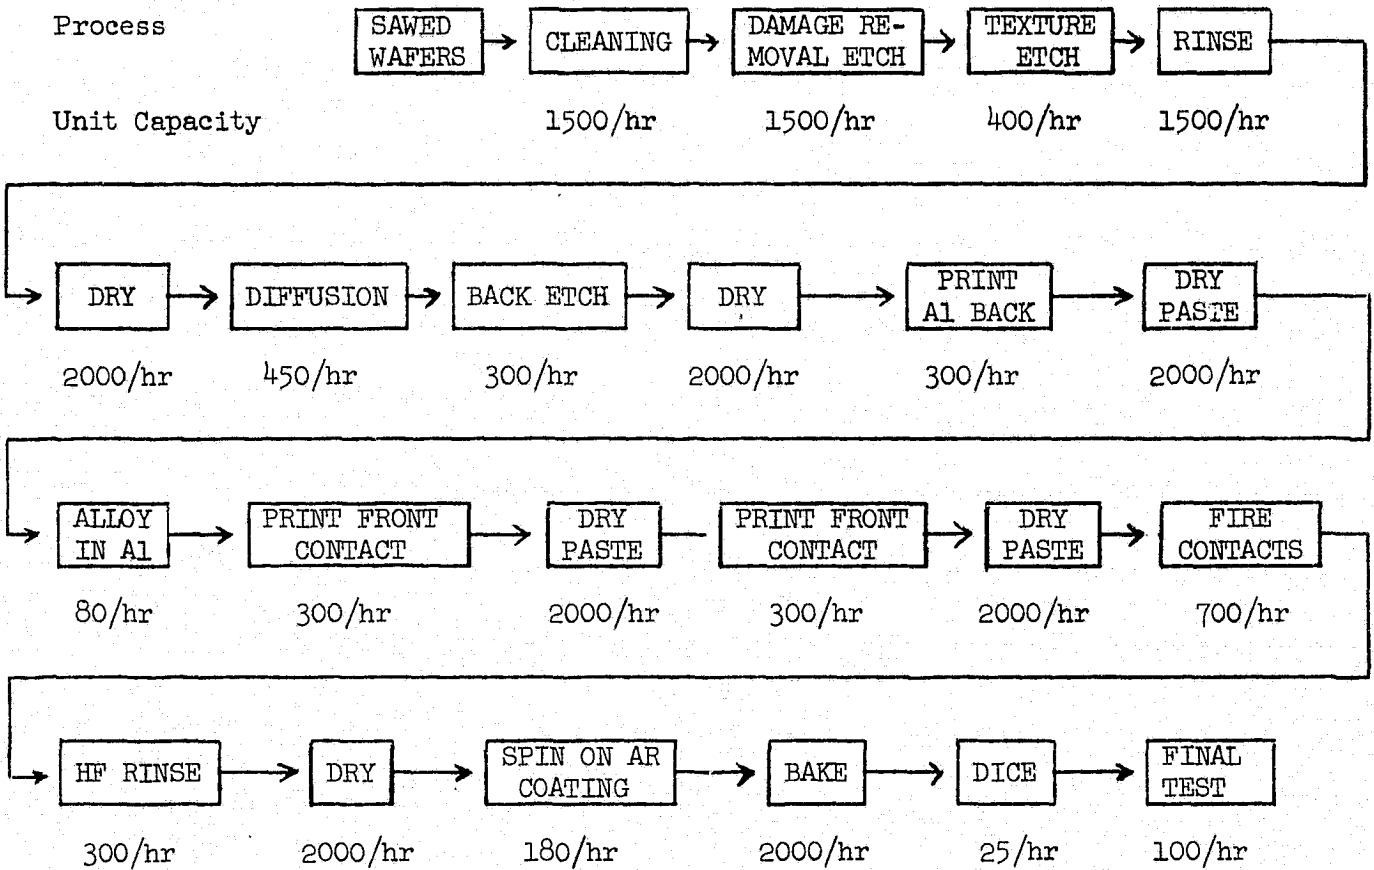 Process
SAWED
WAFERS
CLEANING
DAMAGE RE-
MOVAL ETCH
TEXTURE
ETCH
RINSE
Unit Capacity
1500/hr
1500/hr
400/hr
1500/hr
DRY
DIFFUSION
BACK ETCH
DRY
PRINT
Al BACK
DRY
PASTE
2000/hr
450/hr
300/hr
2000/hr
300/hr
2000/hr
ALLOY
IN Al
PRINT FRONT
CONTACT
DRY
PASTE
PRINT FRONT
CONTACT
DRY
PASTE
FIRE
CONTACTS
80/hr
300/hr
2000/hr
300/hr
2000/hr
700/hr
HF RINSE
DRY
SPIN ON AR
COATING
BAKE
DICE
FINAL
TEST
300/hr
2000/hr
180/hr
2000/hr
25/hr
100/hr